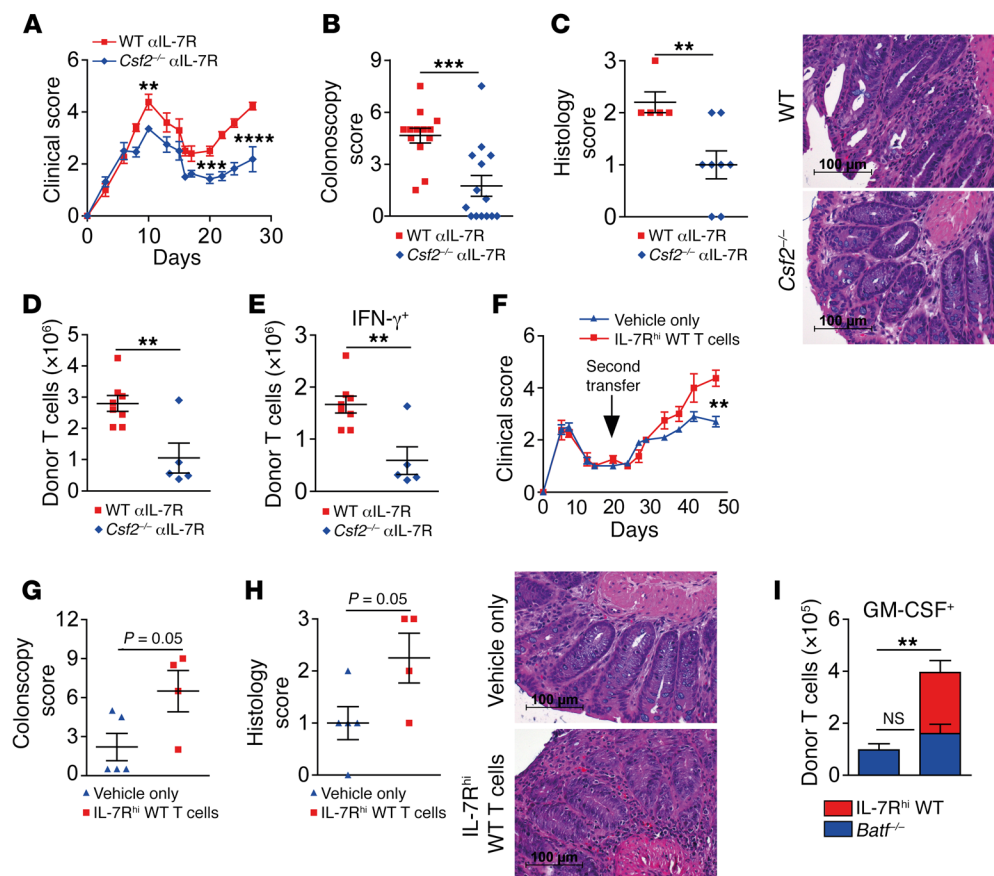 A
WT αIL-7R
Csf2–/– αIL-7R
Clinical score
6
4
2
0
**
***
****
0 10 20 30
Days
B
Colonoscopy
score
9
6
3
0
***
WT αIL-7R
Csf2–/– αIL-7R
C
Histology
score
4
3
2
1
0
**
WT αIL-7R
Csf2–/– αIL-7R
WT
100 µm
Csf2–/–
100 µm
D
Donor T cells (×10⁶)
5
4
3
2
1
0
**
WT αIL-7R
Csf2–/– αIL-7R
E
IFN-γ⁺
Donor T cells (×10⁶)
3
2
1
0
**
WT αIL-7R
Csf2–/– αIL-7R
F
Vehicle only
IL-7Rʰⁱ WT T cells
Second
transfer
Clinical score
6
4
2
0
**
0 10 20 30 40 50
Days
G
Colonscopy
score
12
9
6
3
0
P = 0.05
Vehicle only
IL-7Rʰⁱ WT T cells
H
Histology
score
3
2
1
0
P = 0.05
Vehicle only
IL-7Rʰⁱ WT T cells
Vehicle only
100 µm
IL-7Rʰⁱ
WT T cells
100 µm
I
GM-CSF⁺
Donor T cells (×10⁵)
6
4
2
0
**
NS
IL-7Rʰⁱ WT
Batf–/–